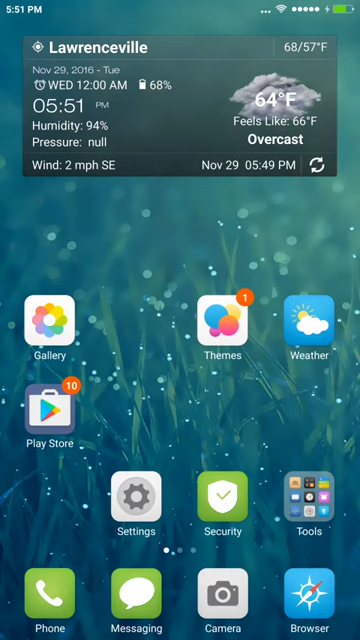 5:51 PM
Lawrenceville 68/57°F
Nov 29, 2016 - Tue
WED 12:00 AM 68%
05:51 PM
64°F
Humidity: 94%
Feels Like: 66°F
Pressure: null
Overcast
Wind: 2 mph SE
Nov 29 05:49 PM
1
Gallery
Themes
Weather
10
Play Store
Settings
Security
Tools
Phone
Messaging
Camera
Browser